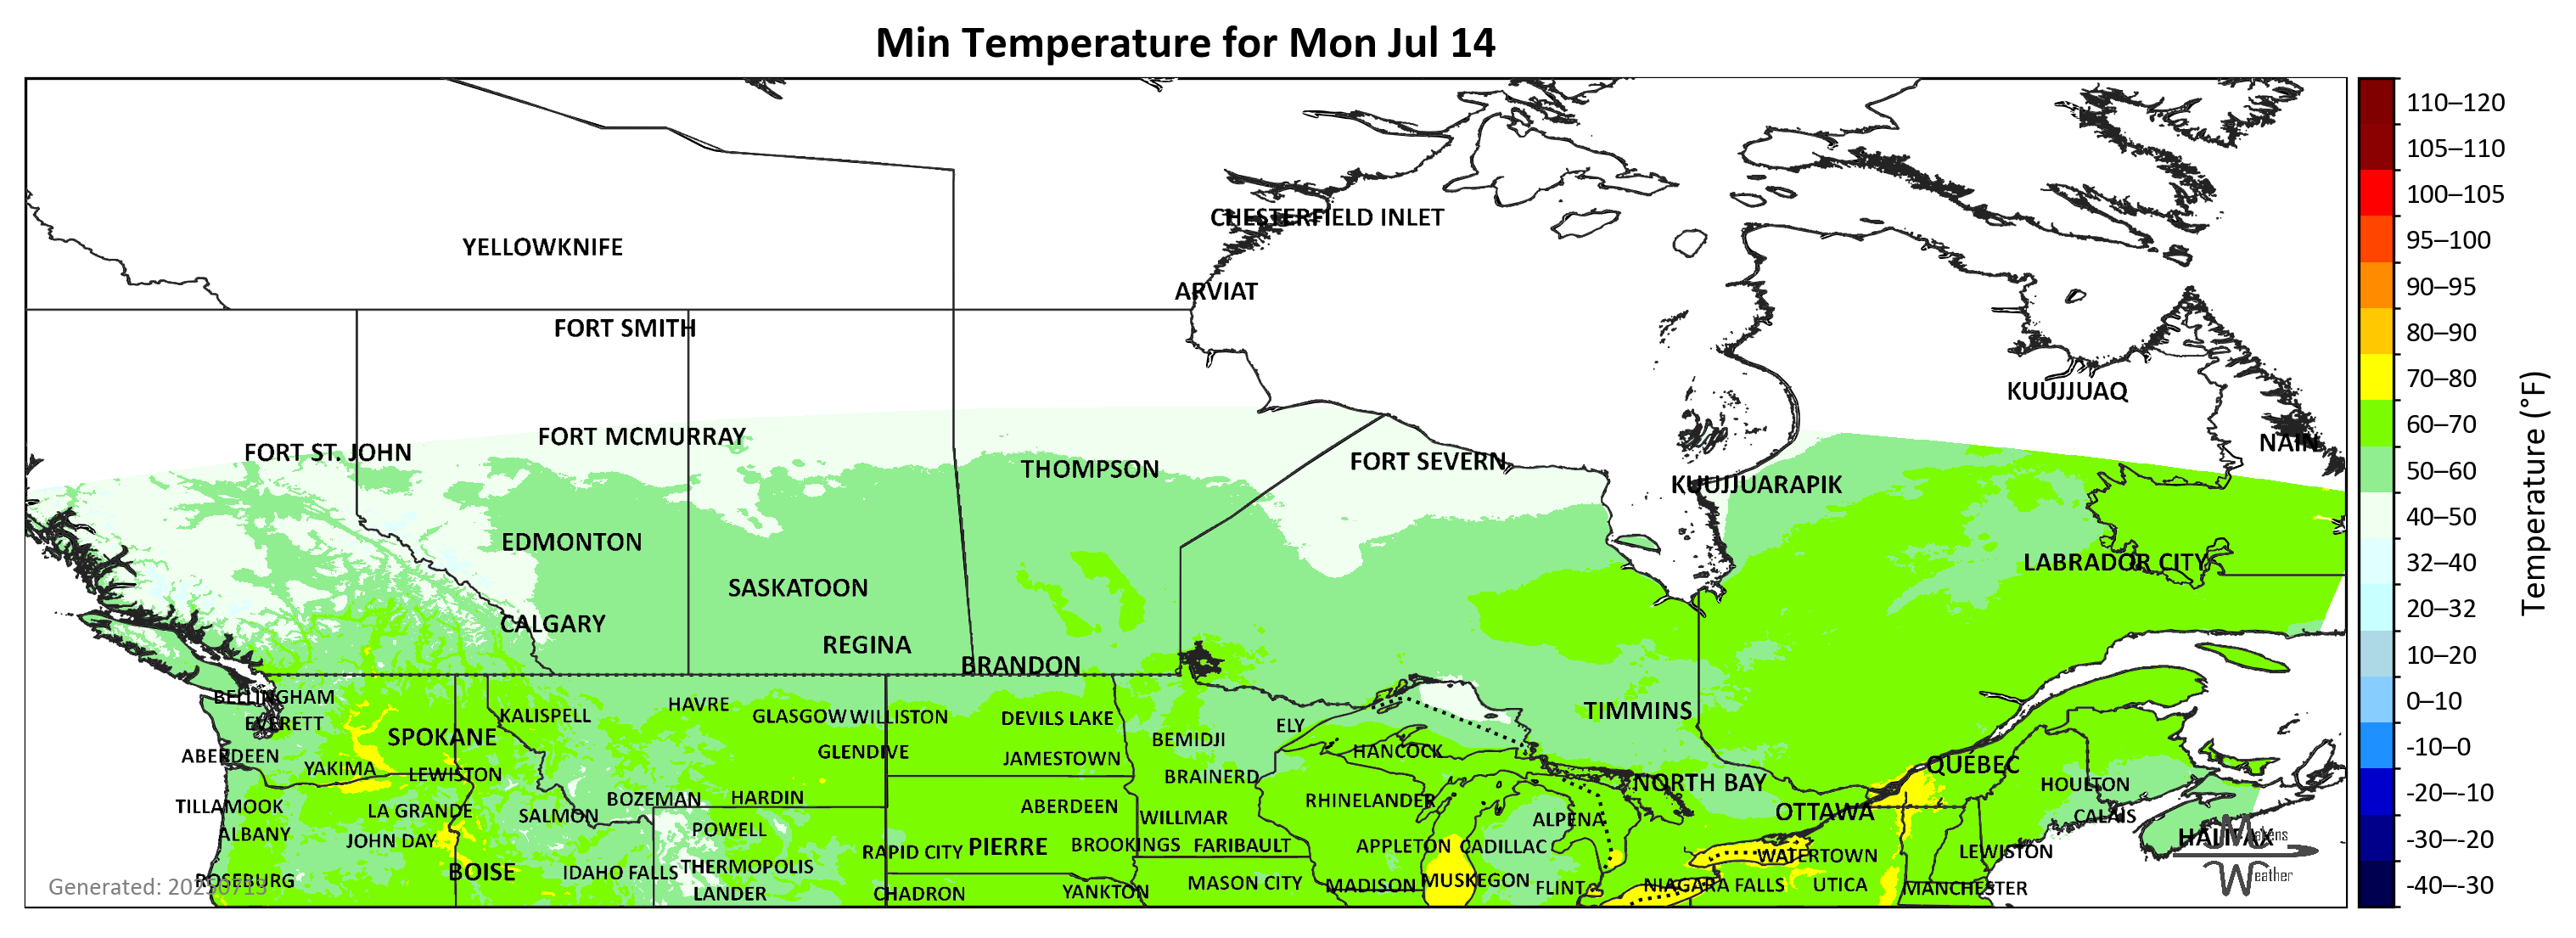 Min Temperature for Mon Jul 14
110–120
105–110
100–105
95–100
90–95
80–90
70–80
60–70
50–60
40–50
32–40
20–32
10–20
0–10
-10–0
-20–-10
-30–-20
-40–-30
Temperature (°F)
CHESTERFIELD INLET
YELLOWKNIFE
ARVIAT
FORT SMITH
KUUJJUAQ
FORT MCMURRAY
NAIN
FORT ST. JOHN
FORT SEVERN
THOMPSON
KUUJJUARAPIK
EDMONTON
LABRADOR CITY
SASKATOON
CALGARY
REGINA
BRANDON
BELLINGHAM
HAVRE
TIMMINS
KALISPELL
GLASGOW
WILLISTON
DEVILS LAKE
EVERETT
ELY
SPOKANE
BEMIDJI
GLENDIVE
HANCOCK
ABERDEEN
JAMESTOWN
QUÉBEC
YAKIMA
LEWISTON
BRAINERD
NORTH BAY
HOULTON
BOZEMAN
HARDIN
RHINELANDER
TILLAMOOK
ABERDEEN
LA GRANDE
SALMON
WILLMAR
OTTAWA
CALAIS
ALPENA
POWELL
ALBANY
JOHN DAY
HALIFAX
Makens
Weather
RAPID CITY
PIERRE
BROOKINGS
FARIBAULT
APPLETON
CADILLAC
LEWISTON
WATERTOWN
THERMOPOLIS
BOISE
IDAHO FALLS
ROSEBURG
Generated: 20250713
MASON CITY
MADISON
MUSKEGON
FLINT
NIAGARA FALLS
UTICA
MANCHESTER
LANDER
CHADRON
YANKTON